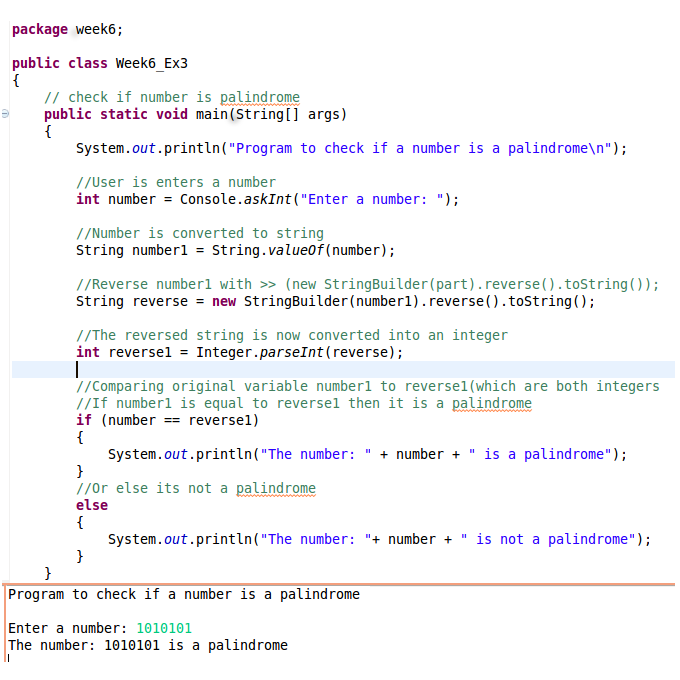 package week6;
public class Week6_Ex3
{
// check if number is palindrome
public static void main(String[] args)
{
System.out.println("Program to check if a number is a palindrome\n");
//User is enters a number
int number = Console.askInt("Enter a number: ");
//Number is converted to string
String number1 = String.valueOf(number);
//Reverse number1 with >> (new StringBuilder(part).reverse().toString());
String reverse = new StringBuilder(number1).reverse().toString();
//The reversed string is now converted into an integer
int reverse1 = Integer.parseInt(reverse);
//Comparing original variable number1 to reverse1(which are both integers
//If number1 is equal to reverse1 then it is a palindrome
if (number == reverse1)
{
System.out.println("The number: " + number + " is a palindrome");
}
//Or else its not a palindrome
else
{
System.out.println("The number: "+ number + " is not a palindrome");
}
}
Program to check if a number is a palindrome
Enter a number: 1010101
The number: 1010101 is a palindrome